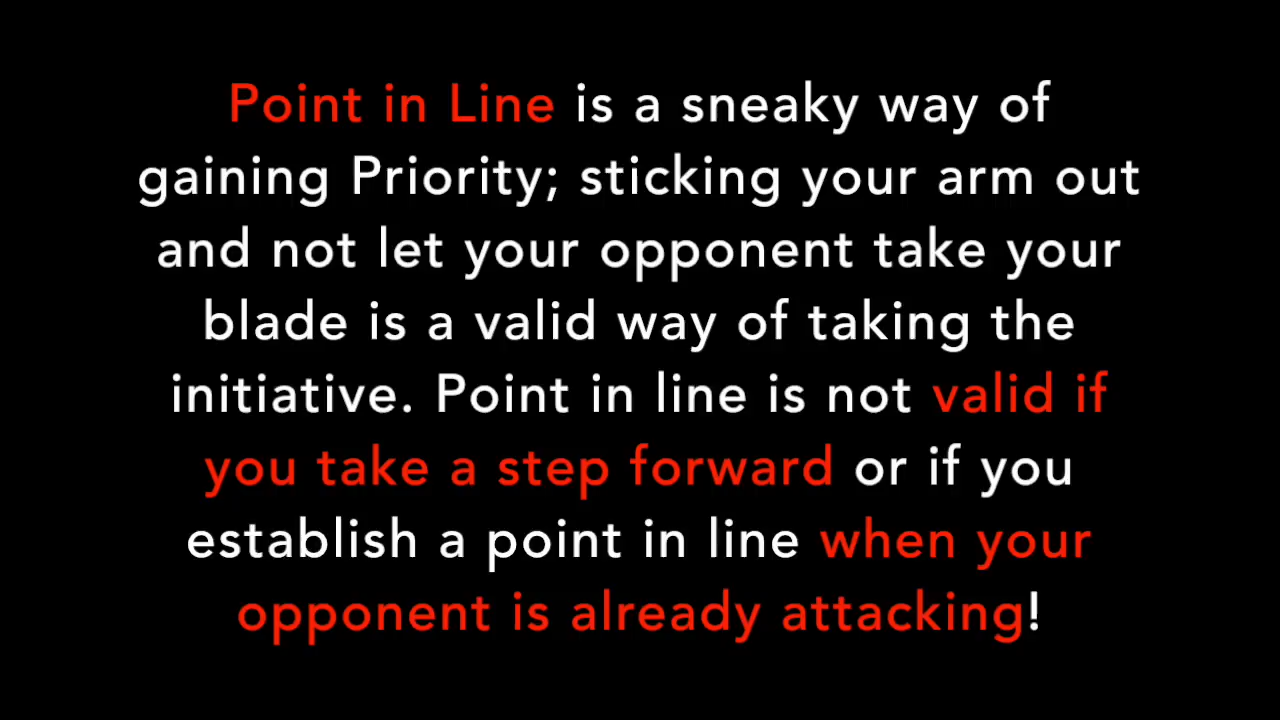 Point in Line is a sneaky way of
gaining Priority; sticking your arm out
and not let your opponent take your
blade is a valid way of taking the
initiative. Point in line is not valid if
you take a step forward or if you
establish a point in line when your
opponent is already attacking!